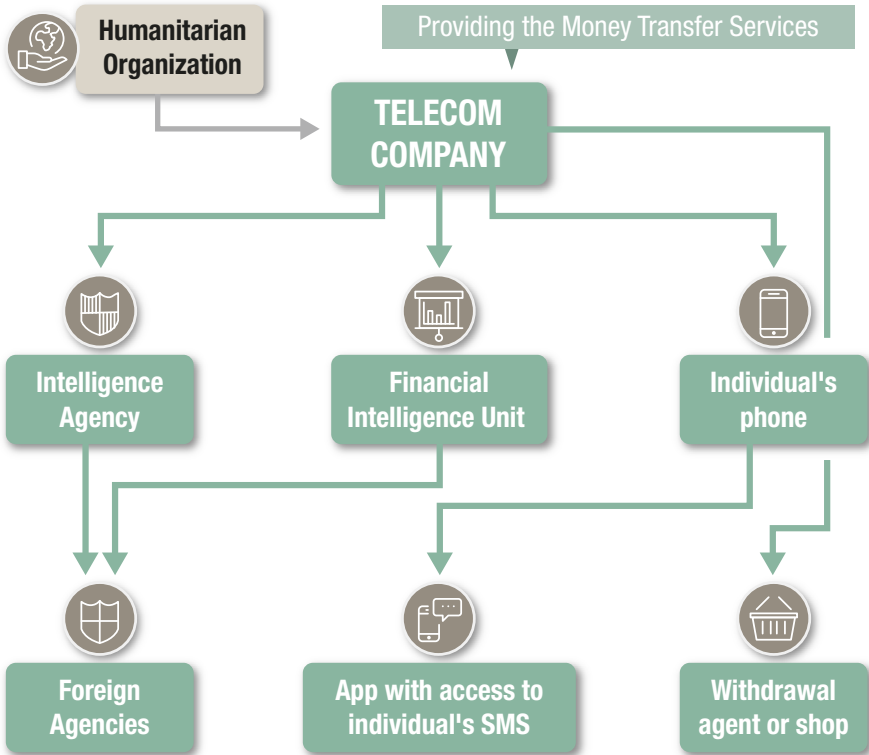 Humanitarian
Organization
Providing the Money Transfer Services
TELECOM
COMPANY
Intelligence
Agency
Financial
Intelligence Unit
Individual's
phone
Foreign
Agencies
App with access to
individual's SMS
Withdrawal
agent or shop